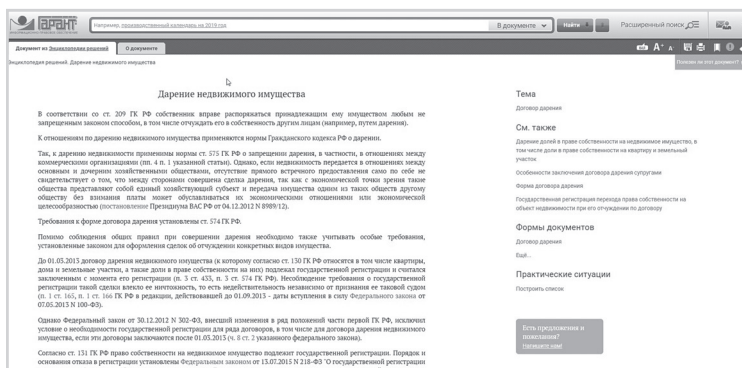 ГАРАНТ
Например, производственный календарь на 2019 год
В документе
Найти
Расширенный поиск
Документ из Энциклопедии решений
О документе
Энциклопедия решений. Дарение недвижимого имущества
Полезен ли этот документ?
Дарение недвижимого имущества
В соответствии со ст. 209 ГК РФ собственник вправе распоряжаться принадлежащим ему имуществом любым не
запрещенным законом способом, в том числе отчуждать его в собственность другим лицам (например, путем дарения).
К отношениям по дарению недвижимого имущества применяются нормы Гражданского кодекса РФ о дарении.
Так, к дарению недвижимости применимы нормы ст. 575 ГК РФ о запрещении дарения, в частности, в отношениях между
коммерческими организациями (пп. 4 п. 1 указанной статьи). Однако, если недвижимость передается в отношениях между
основным и дочерним хозяйственными обществами, отсутствие прямого встречного предоставления само по себе не
свидетельствует о том, что между сторонами совершена сделка дарения, так как с экономической точки зрения такие
общества представляют собой единый хозяйствующий субъект и передача имущества одним из таких обществ другому
обществу без взимания платы может обуславливаться их экономическими отношениями или экономической
целесообразностью (постановление Президиума ВАС РФ от 04.12.2012 N 8989/12).
Требования к форме договора дарения установлены ст. 574 ГК РФ.
Помимо соблюдения общих правил при совершении дарения необходимо также учитывать особые требования,
установленные законом для оформления сделок об отчуждении конкретных видов имущества.
До 01.03.2013 договор дарения недвижимого имущества (к которому согласно ст. 130 ГК РФ относятся в том числе квартиры,
дома и земельные участки, а также доли в праве собственности на них) подлежал государственной регистрации и считался
заключенным с момента его регистрации (п. 3 ст. 433, п. 3 ст. 574 ГК РФ). Несоблюдение требования о государственной
регистрации такой сделки влекло ее ничтожность, то есть недействительность независимо от признания ее таковой судом
(п. 1 ст. 165, п. 1 ст. 166 ГК РФ в редакции, действовавшей до 01.09.2013 - даты вступления в силу Федерального закона от
07.05.2013 N 100-ФЗ).
Однако Федеральный закон от 30.12.2012 N 302-ФЗ, внесший изменения в ряд положений части первой ГК РФ, исключил
условие о необходимости государственной регистрации для ряда договоров, в том числе для договора дарения недвижимого
имущества, если эти договоры заключаются после 01.03.2013 (ч. 8 ст. 2 указанного федерального закона).
Согласно ст. 131 ГК РФ право собственности на недвижимое имущество подлежит государственной регистрации. Порядок и
основания отказа в регистрации установлены Федеральным законом от 13.07.2015 N 218-ФЗ "О государственной регистрации
Тема
Договор дарения
См. также
Дарение долей в праве собственности на недвижимое имущество, в
том числе доли в праве собственности на квартиру и земельный
участок
Особенности заключения договора дарения супругами
Форма договора дарения
Государственная регистрация перехода права собственности на
объект недвижимости при его отчуждении по договору
Формы документов
Договор дарения
Ещё...
Практические ситуации
Построить список
Есть предложения и
пожелания?
Напишите нам!